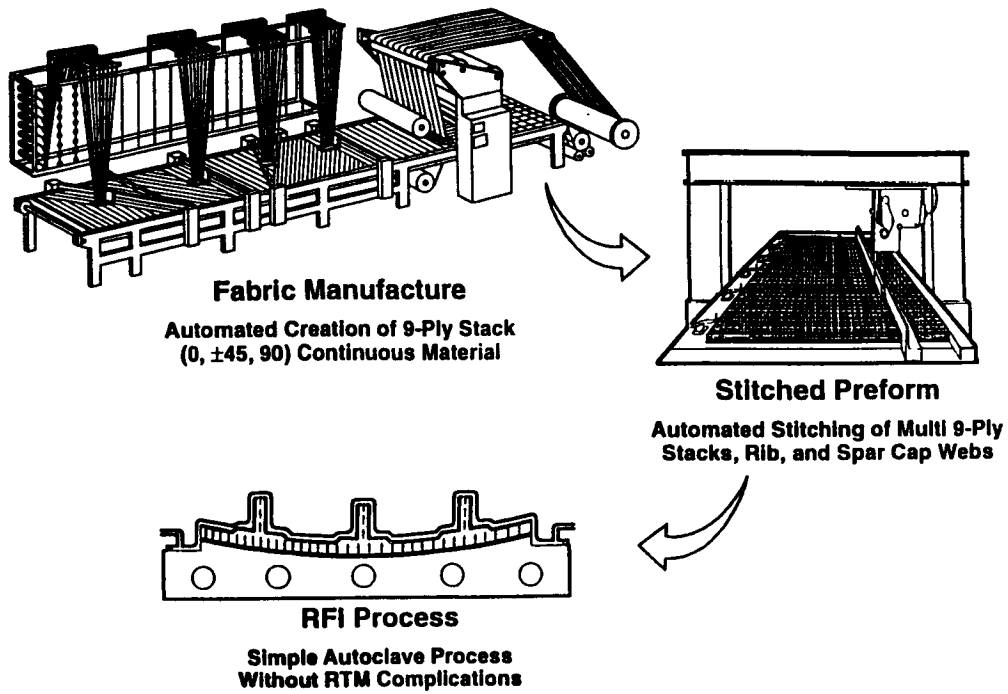 Fabric Manufacture
Automated Creation of 9-Ply Stack
(0, ±45, 90) Continuous Material
Stitched Preform
Automated Stitching of Multi 9-Ply
Stacks, Rib, and Spar Cap Webs
RFI Process
Simple Autoclave Process
Without RTM Complications